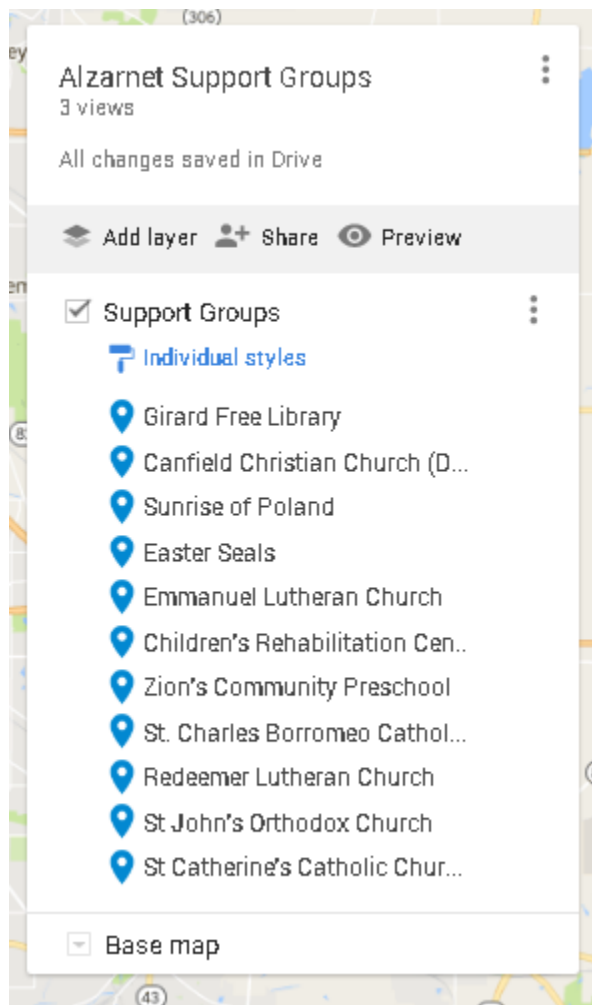 (306)
ey
Alzarnet Support Groups
3 views
All changes saved in Drive
Add layer Share Preview
en
Support Groups
Individual styles
Girard Free Library
Canfield Christian Church (D...
Sunrise of Poland
Easter Seals
Emmanuel Lutheran Church
Children's Rehabilitation Cen..
Zion's Community Preschool
St. Charles Borromeo Cathol...
Redeemer Lutheran Church
St John's Orthodox Church
St Catherine's Catholic Chur...
Base map
43